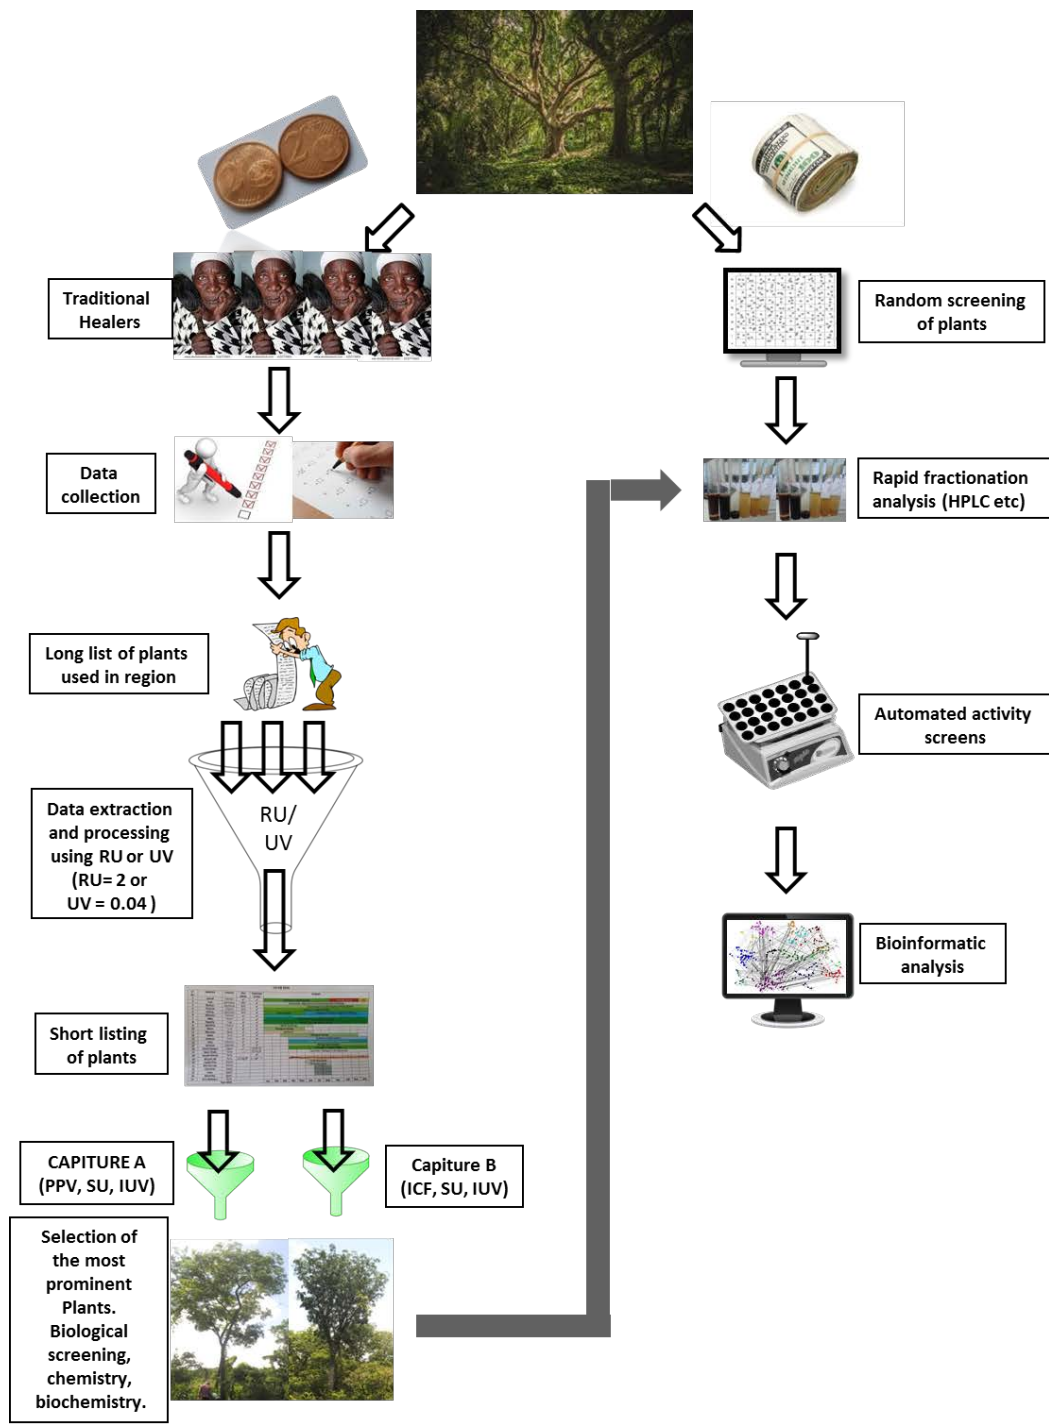 Traditional
Healers
Random screening
of plants
Data
collection
Rapid fractionation
analysis (HPLC etc)
Long list of plants
used in region
Automated activity
screens
Data extraction
and processing
using RU or UV
(RU= 2 or
UV = 0.04 )
RU/
UV
Bioinformatic
analysis
Short listing
of plants
CAPITURE A
(PPV, SU, IUV)
Capiture B
(ICF, SU, IUV)
Selection of
the most
prominent
Plants.
Biological
screening,
chemistry,
biochemistry.